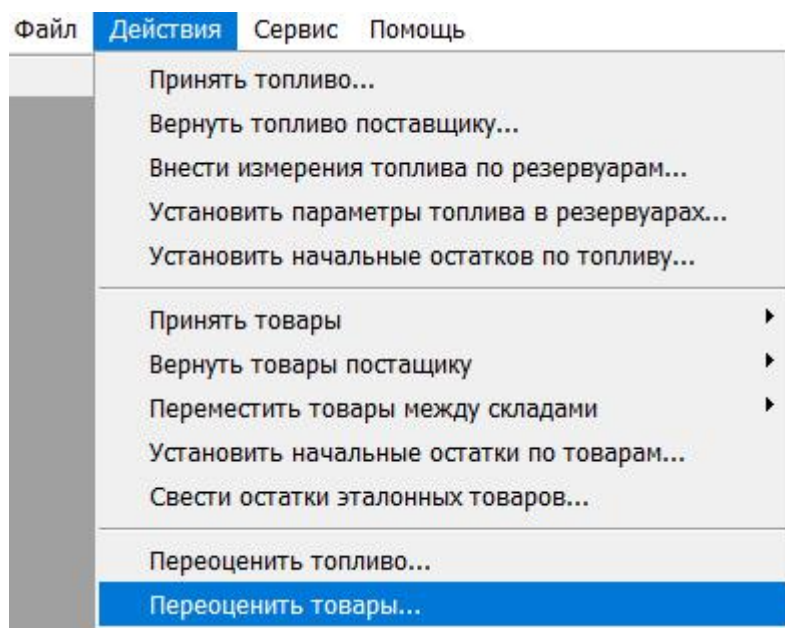 Файл Действия Сервис Помощь
Принять топливо...
Вернуть топливо поставщику...
Внести измерения топлива по резервуарам...
Установить параметры топлива в резервуарах...
Установить начальные остатков по топливу...
Принять товары
Вернуть товары постащику
Переместить товары между складами
Установить начальные остатки по товарам...
Свести остатки эталонных товаров...
Переоценить топливо...
Переоценить товары...